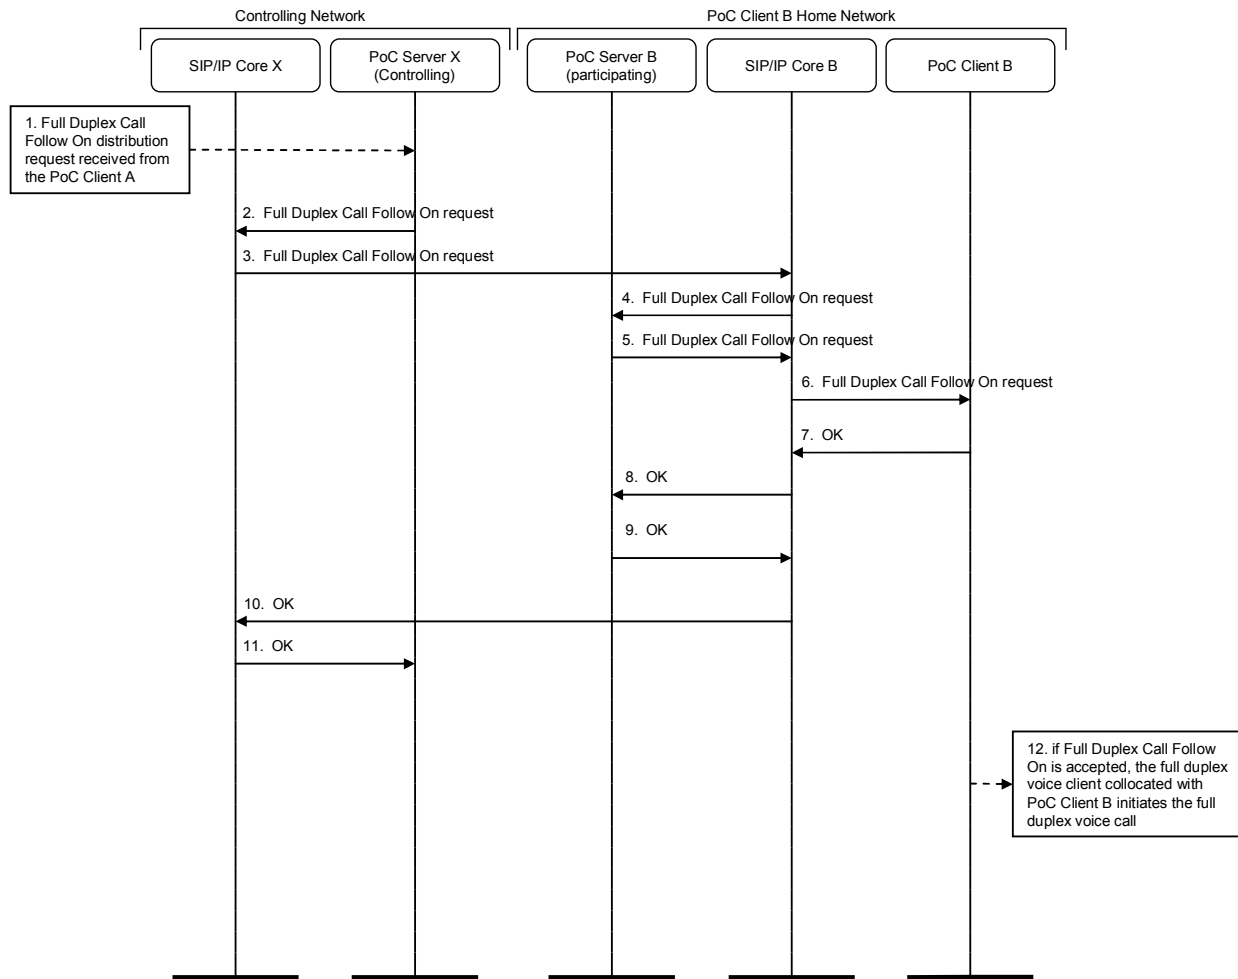 Controlling Network
PoC Client B Home Network
SIP/IP Core X
PoC Server X
(Controlling)
PoC Server B
(participating)
SIP/IP Core B
PoC Client B
1. Full Duplex Call
Follow On distribution
request received from
the PoC Client A
2. Full Duplex Call Follow On request
3. Full Duplex Call Follow On request
4. Full Duplex Call Follow On request
5. Full Duplex Call Follow On request
6. Full Duplex Call Follow On request
7. OK
8. OK
9. OK
10. OK
11. OK
12. if Full Duplex Call Follow
On is accepted, the full duplex
voice client collocated with
PoC Client B initiates the full
duplex voice call